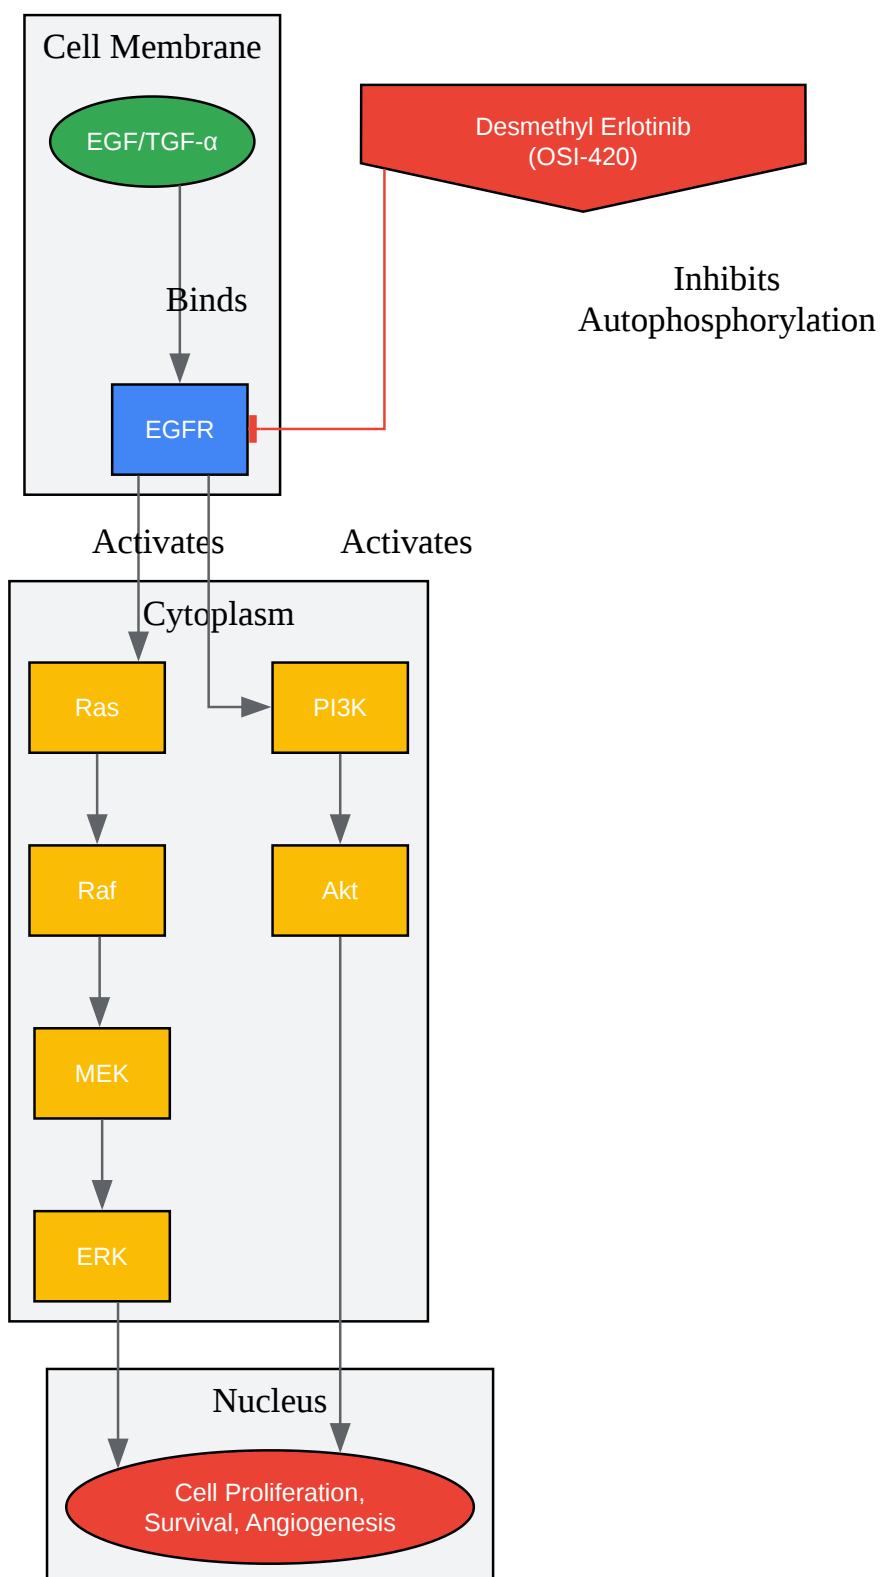 Cell Membrane
EGF/TGF-α
Desmethyl Erlotinib
(OSI-420)
Binds
Inhibits
Autophosphorylation
EGFR
Activates
Activates
Cytoplasm
Ras
PI3K
Raf
Akt
MEK
ERK
Nucleus
Cell Proliferation,
Survival, Angiogenesis